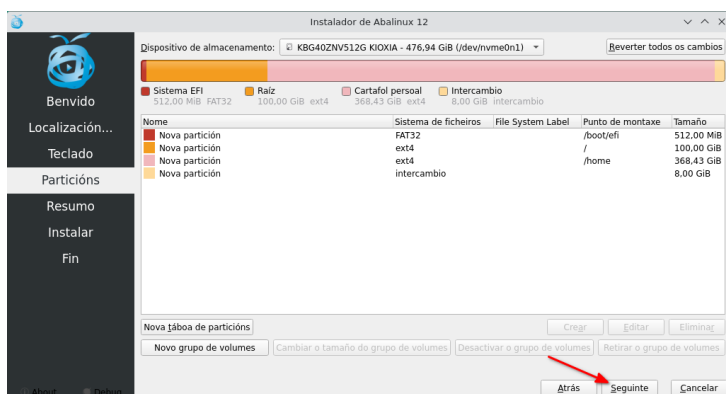 Instalador de Abalinux 12
Benvido
Localización...
Teclado
Particións
Resumo
Instalar
Fin
About
Debug
Dispositivo de almacenamento: KBG40ZNV512G KIOXIA - 476,94 GiB (/dev/nvme0n1)
Reverter todos os cambios
Sistema EFI Raíz Cartafol persoal Intercambio
512,00 MiB FAT32 100,00 GiB ext4 368,43 GiB ext4 8,00 GiB intercambio
Nome Sistema de ficheiros File System Label Punto de montaxe Tamaño
Nova partición FAT32 /boot/efi 512,00 MiB
Nova partición ext4 / 100,00 GiB
Nova partición ext4 /home 368,43 GiB
Nova partición intercambio 8,00 GiB
Nova táboa de particións Crear Editar Eliminar
Novo grupo de volumes Cambiar o tamaño do grupo de volumes Desactivar o grupo de volumes Retirar o grupo de volumes
Atrás Seguinte Cancelar